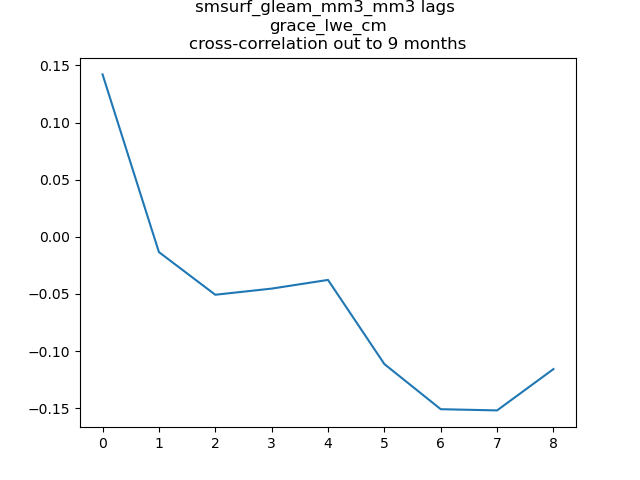 smsurf_gleam_mm3_mm3 lags
grace_lwe_cm
cross-correlation out to 9 months
0.15
0.10
0.05
0.00
−0.05
−0.10
−0.15
0 1 2 3 4 5 6 7 8